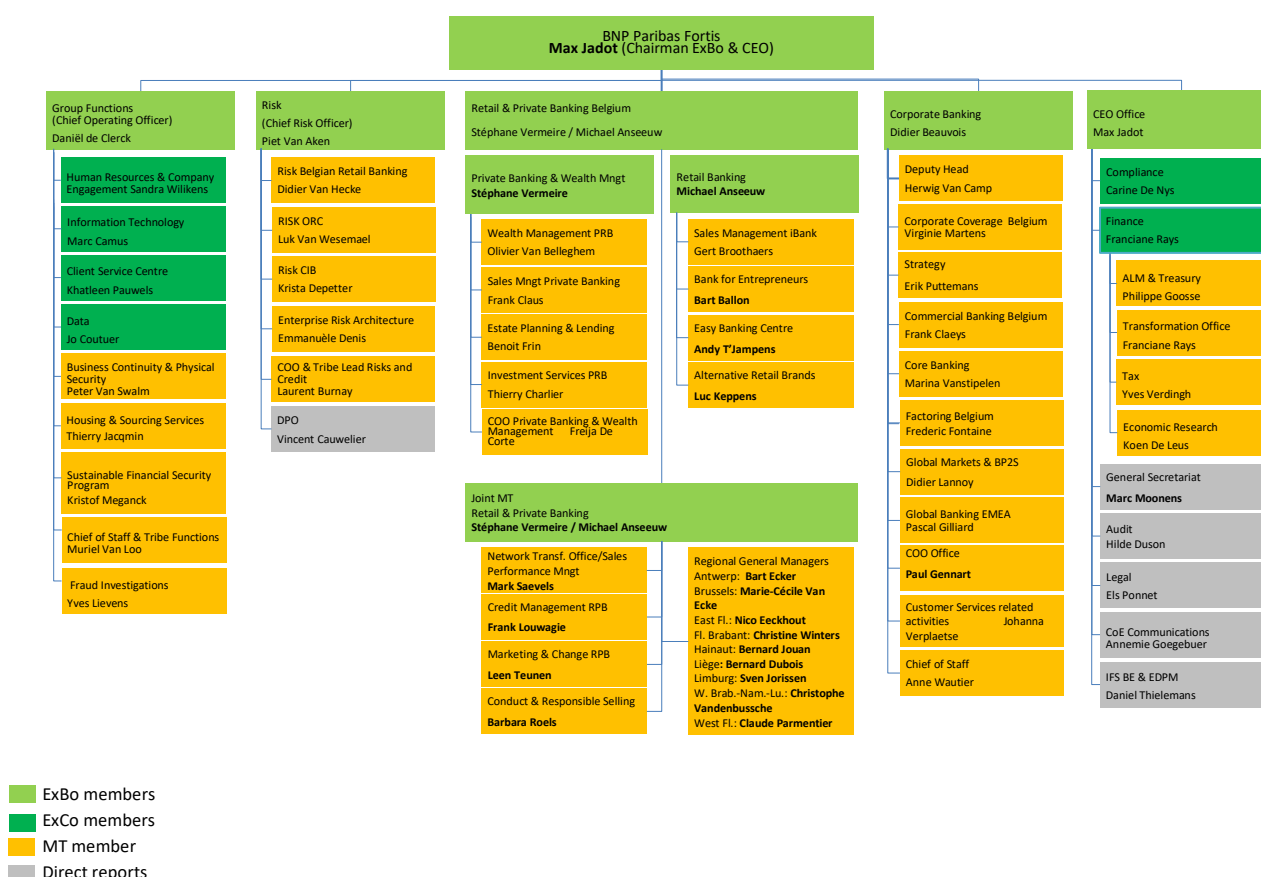 BNP Paribas Fortis
Max Jadot (Chairman ExBo & CEO)
Group Functions
(Chief Operating Officer)
Daniël de Clerck
Human Resources & Company
Engagement Sandra Wilikens
Information Technology
Marc Camus
Client Service Centre
Khatleen Pauwels
Data
Jo Coutuer
Business Continuity & Physical
Security
Peter Van Swalm
Housing & Sourcing Services
Thierry Jacqmin
Sustainable Financial Security
Program
Kristof Meganck
Chief of Staff & Tribe Functions
Muriel Van Loo
Fraud Investigations
Yves Lievens
Risk
(Chief Risk Officer)
Piet Van Aken
Risk Belgian Retail Banking
Didier Van Hecke
RISK ORC
Luk Van Wesemael
Risk CIB
Krista Depetter
Enterprise Risk Architecture
Emmanuèle Denis
COO & Tribe Lead Risks and
Credit
Laurent Burnay
DPO
Vincent Cauwelier
Retail & Private Banking Belgium
Stéphane Vermeire / Michael Anseeuw
Private Banking & Wealth Mngt
Stéphane Vermeire
Wealth Management PRB
Olivier Van Belleghem
Sales Mngt Private Banking
Frank Claus
Estate Planning & Lending
Benoit Frin
Investment Services PRB
Thierry Charlier
COO Private Banking & Wealth
Management Freija De
Corte
Retail Banking
Michael Anseeuw
Sales Management iBank
Gert Broothaers
Bank for Entrepreneurs
Bart Ballon
Easy Banking Centre
Andy T'Jampens
Alternative Retail Brands
Luc Keppens
Joint MT
Retail & Private Banking
Stéphane Vermeire / Michael Anseeuw
Network Transf. Office/Sales
Performance Mngt
Mark Saevels
Credit Management RPB
Frank Louwagie
Marketing & Change RPB
Leen Teunen
Conduct & Responsible Selling
Barbara Roels
Regional General Managers
Antwerp: Bart Ecker
Brussels: Marie-Cécile Van
Ecke
East Fl.: Nico Eeckhout
Fl. Brabant: Christine Winters
Hainaut: Bernard Jouan
Liège: Bernard Dubois
Limburg: Sven Jorissen
W. Brab.-Nam.-Lu.: Christophe
Vandenbussche
West Fl.: Claude Parmentier
Corporate Banking
Didier Beauvois
Deputy Head
Herwig Van Camp
Corporate Coverage Belgium
Virginie Martens
Strategy
Erik Puttemans
Commercial Banking Belgium
Frank Claeys
Core Banking
Marina Vanstipelen
Factoring Belgium
Frederic Fontaine
Global Markets & BP2S
Didier Lannoy
Global Banking EMEA
Pascal Gilliard
COO Office
Paul Gennart
Customer Services related
activities Johanna
Verplaetse
Chief of Staff
Anne Wautier
CEO Office
Max Jadot
Compliance
Carine De Nys
Finance
Franciane Rays
ALM & Treasury
Philippe Goosse
Transformation Office
Franciane Rays
Tax
Yves Verdingh
Economic Research
Koen De Leus
General Secretariat
Marc Moonens
Audit
Hilde Duson
Legal
Els Ponnet
CoE Communications
Annemie Goegebuer
IFS BE & EDPM
Daniel Thielemans
ExBo members
ExCo members
MT member
Direct reports